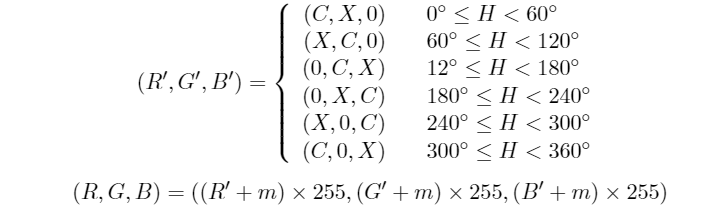 (C, X, 0) 0° ≤ H < 60°
(X, C, 0) 60° ≤ H < 120°
(R′, G′, B′) = { (0, C, X) 12° ≤ H < 180°
(0, X, C) 180° ≤ H < 240°
(X, 0, C) 240° ≤ H < 300°
(C, 0, X) 300° ≤ H < 360°
(R, G, B) = ((R′ + m) × 255, (G′ + m) × 255, (B′ + m) × 255)